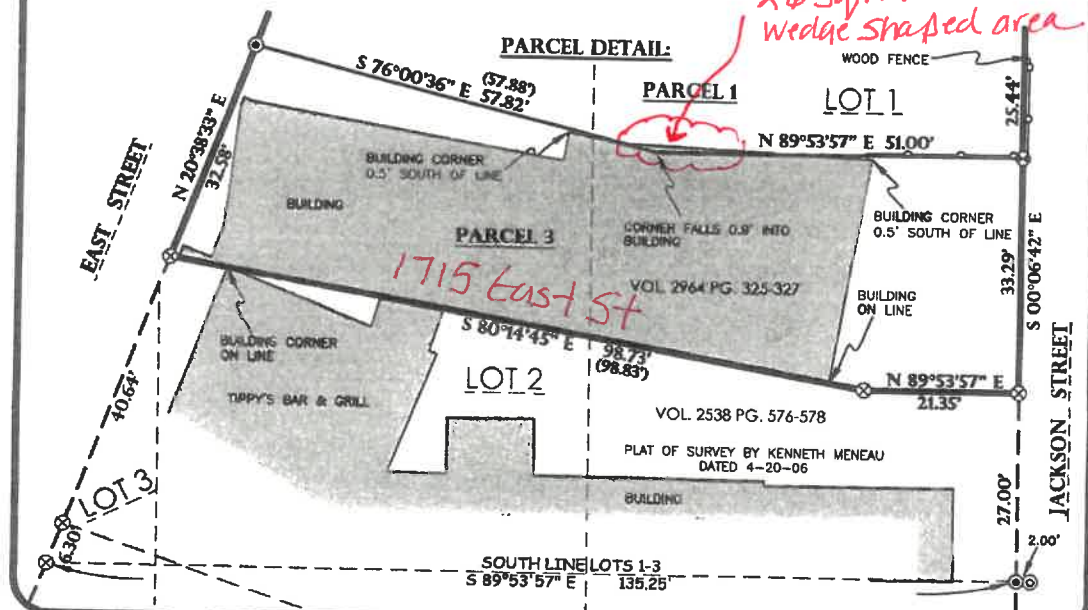 wedge shaped area
PARCEL DETAIL:
WOOD FENCE
S 76°00'36" E
(57.88')
57.82'
PARCEL 1
LOT 1
25.44'
N 89°53'57" E 51.00'
N 20°38'33" E
32.58'
BUILDING CORNER
0.5' SOUTH OF LINE
BUILDING
EAST STREET
PARCEL 3
CORNER FALLS 0.9' INTO
BUILDING
BUILDING CORNER
0.5' SOUTH OF LINE
1715 East St
VOL 2964 PG. 325-327
33.29'
S 00°06'42" E
BUILDING
ON LINE
S 80°14'45" E
98.73'
(98.83')
BUILDING CORNER
ON LINE
LOT 2
N 89°53'57" E
21.35'
TIPPY'S BAR & GRILL
40.64'
VOL. 2538 PG. 576-578
PLAT OF SURVEY BY KENNETH MENEAU
DATED 4-20-06
JACKSON STREET
LOT 3
BUILDING
27.00'
6.30'
2.00'
SOUTH LINE LOTS 1-3
S 89°53'57" E 135.25'